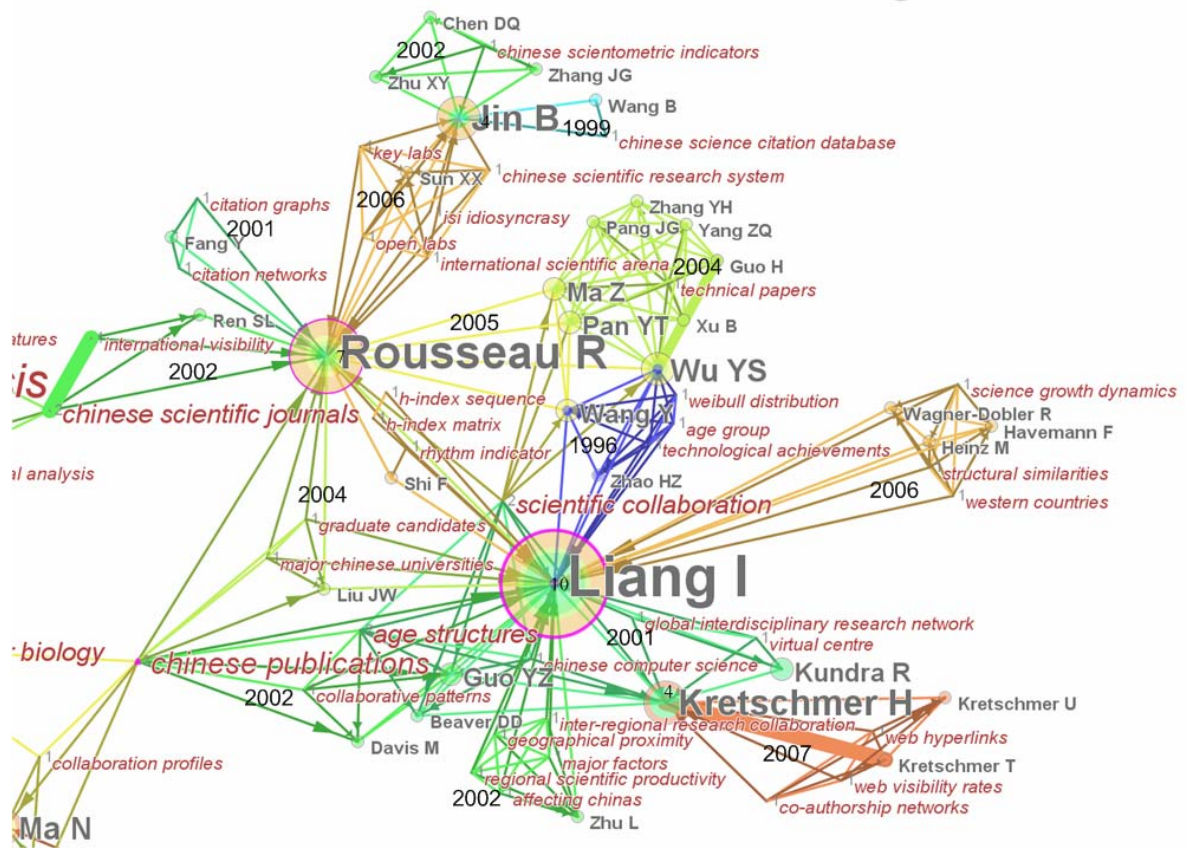 Chen DQ
2002
chinese scientometric indicators
Zhu XY
Zhang JG
Jin B
Wang B
1999
chinese science citation database
key labs
Sun XX
chinese scientific research system
2006
citation graphs
2001
isi idiosyncrasy
Zhang YH
Pang JG
Yang ZQ
Fang Y
open labs
citation networks
international scientific arena
2004
Guo H
technical papers
Ma Z
Ren SL
2005
Pan YT
Xu B
atures
international visibility
Rousseau R
7
2002
Wu YS
is
chinese scientific journals
h-index sequence
weibull distribution
science growth dynamics
Wang Y
Wagner-Dobler R
h-index matrix
age group
Havemann F
1996
rhythm indicator
technological achievements
Heinz M
al analysis
Shi F
Zhao HZ
structural similarities
2006
2004
scientific collaboration
western countries
graduate candidates
major chinese universities
10
Liang l
Liu JW
global interdisciplinary research network
age structures
2001
virtual centre
biology
chinese publications
chinese computer science
Kundra R
Guo YZ
2002
collaborative patterns
4
Kretschmer H
Kretschmer U
Beaver DD
inter-regional research collaboration
Davis M
geographical proximity
web hyperlinks
2007
collaboration profiles
major factors
Kretschmer T
regional scientific productivity
web visibility rates
2002
affecting chinas
co-authorship networks
Zhu L
Ma N